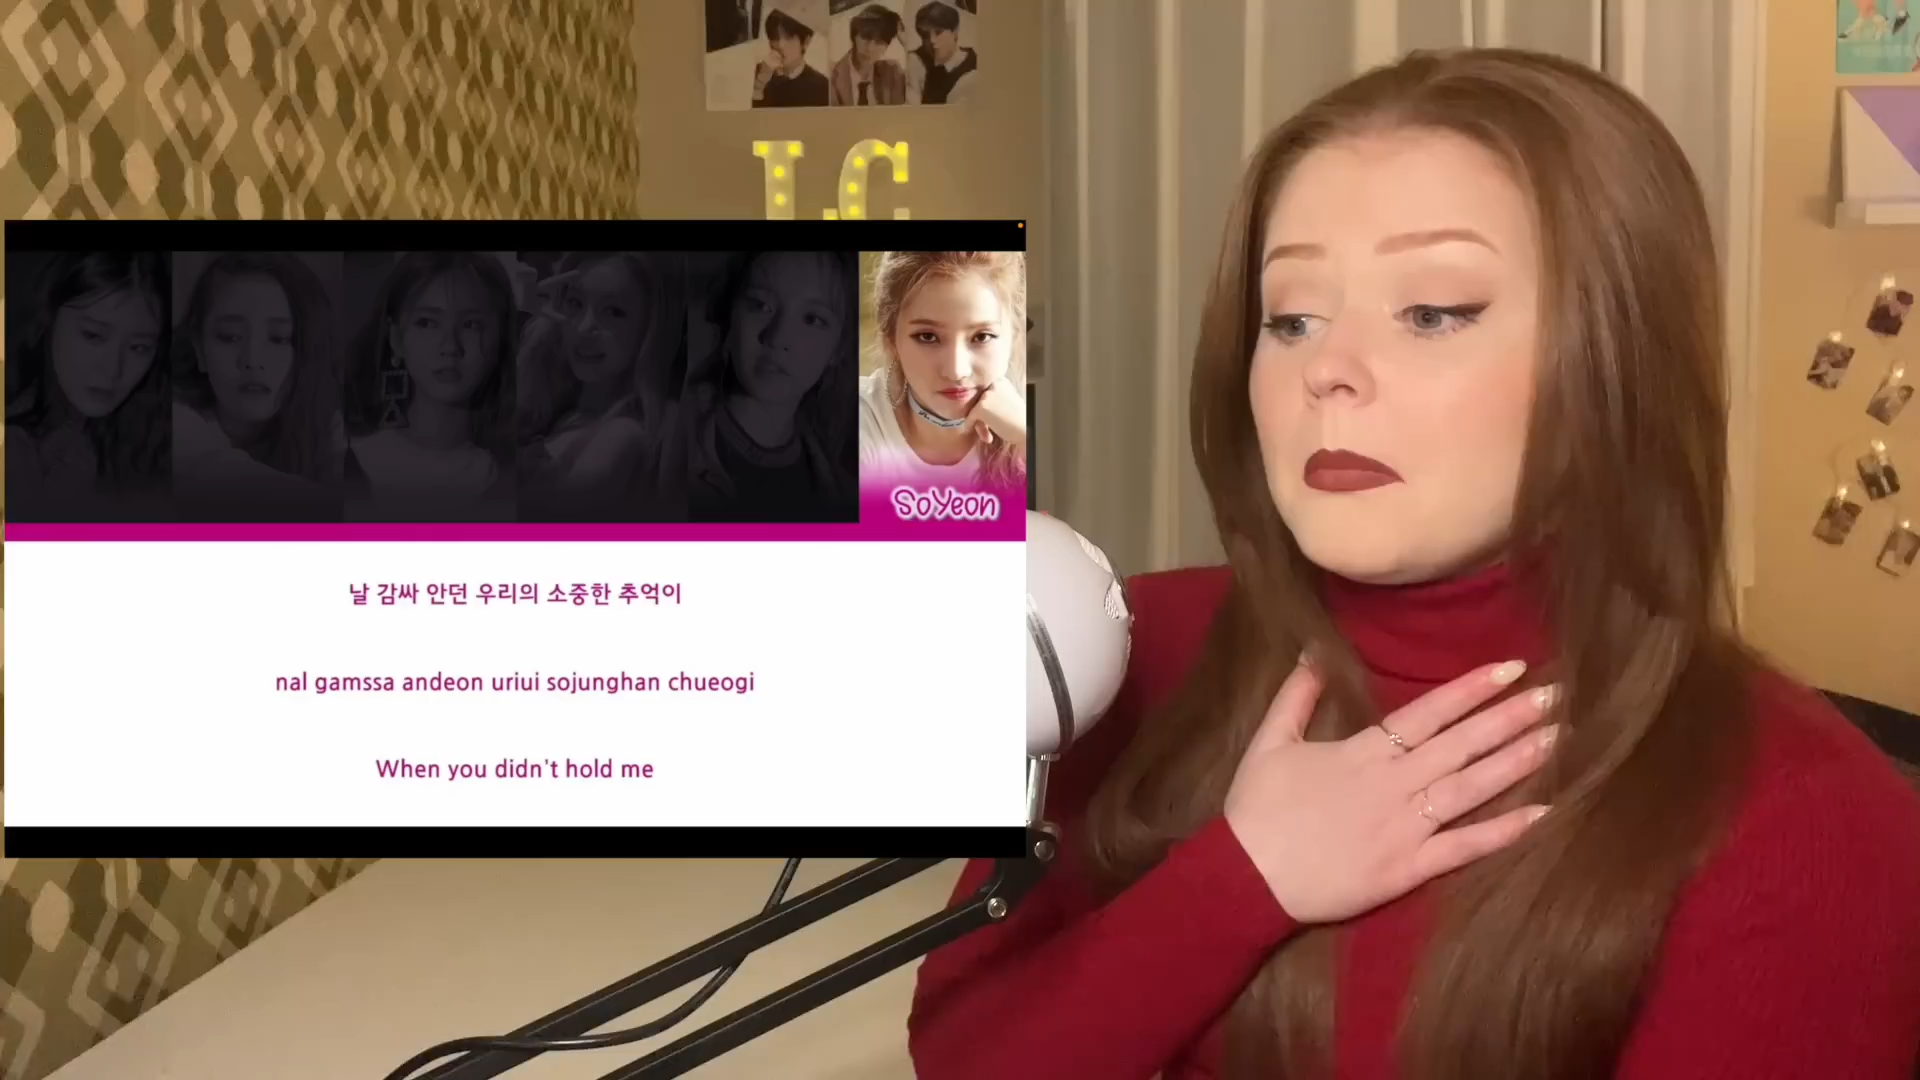 LC
SoYeon
날 감싸 안던 우리의 소중한 추억이
nal gamssa andeon uriui sojunghan chueogi
When you didn't hold me